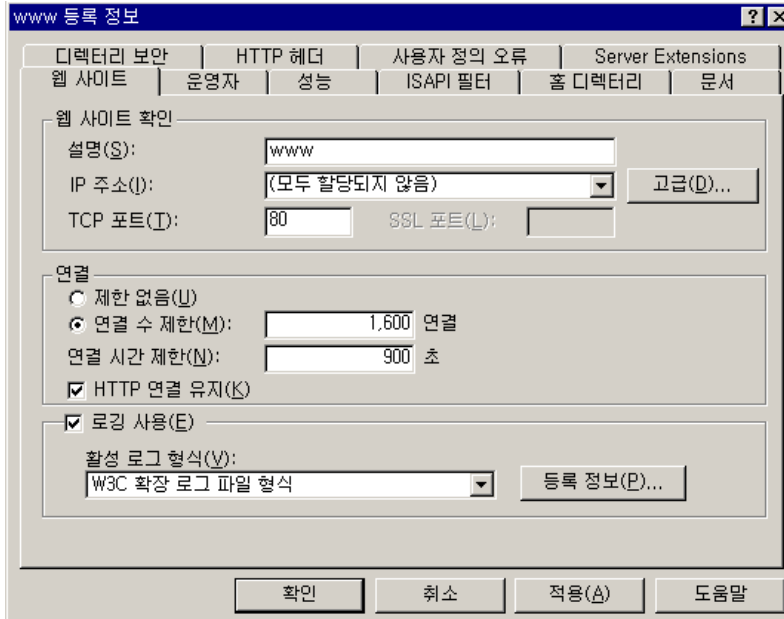 www 등록 정보
디렉터리 보안 HTTP 헤더 사용자 정의 오류 Server Extensions
웹 사이트 운영자 성능 ISAPI 필터 홈 디렉터리 문서
웹 사이트 확인
설명(S): www
IP 주소(I): (모두 할당되지 않음) 고급(D)...
TCP 포트(T): 80 SSL 포트(L):
연결
제한 없음(U)
연결 수 제한(M): 1,600 연결
연결 시간 제한(N): 900 초
HTTP 연결 유지(K)
로깅 사용(E)
활성 로그 형식(V):
W3C 확장 로그 파일 형식 등록 정보(P)...
확인 취소 적용(A) 도움말